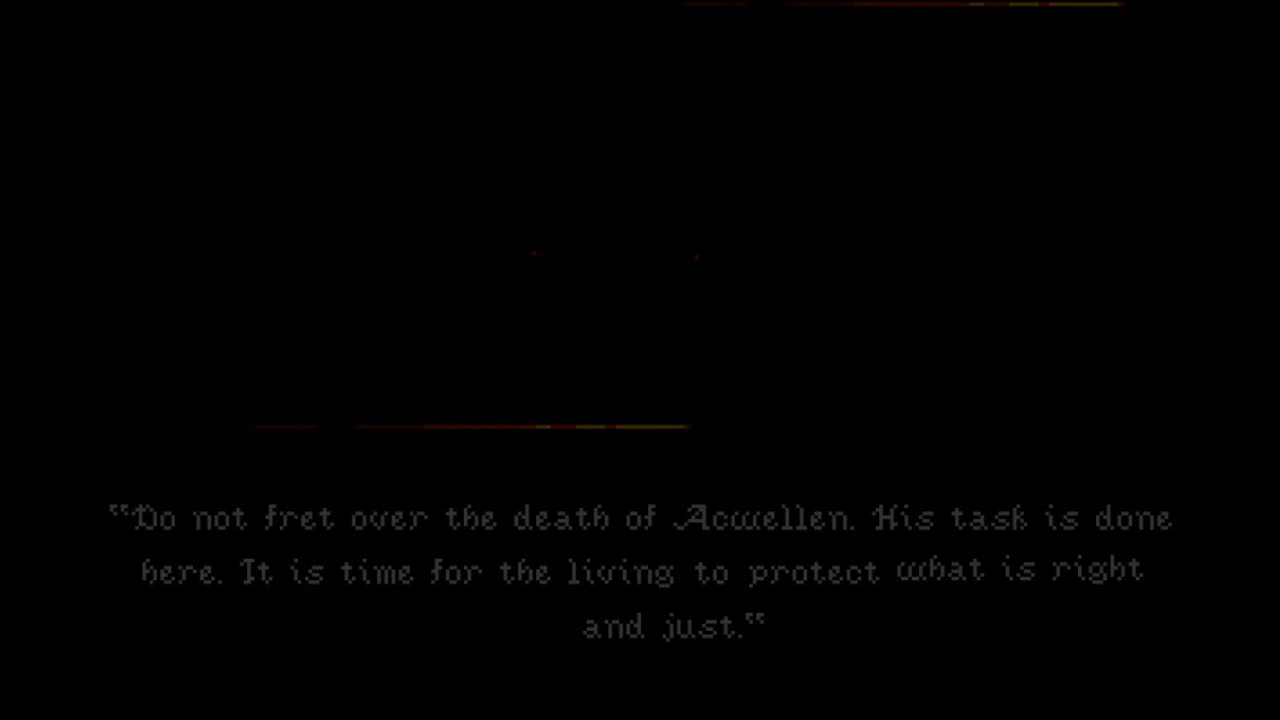 "Do not fret over the death of Acwellen. His task is done
here. It is time for the living to protect what is right
and just."